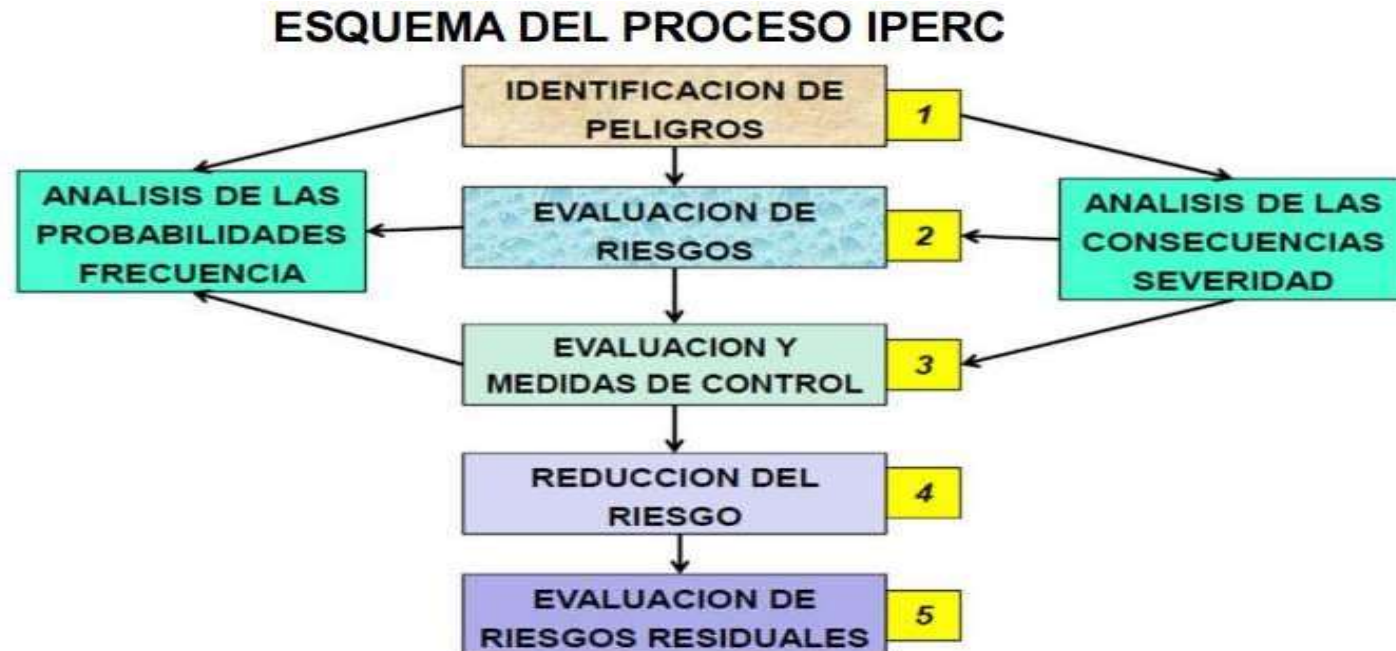 ESQUEMA DEL PROCESO IPERC
IDENTIFICACION DE
PELIGROS
1
ANALISIS DE LAS
PROBABILIDADES
FRECUENCIA
EVALUACION DE
RIESGOS
2
ANALISIS DE LAS
CONSECUENCIAS
SEVERIDAD
EVALUACION Y
MEDIDAS DE CONTROL
3
REDUCCION DEL
RIESGO
4
EVALUACION DE
RIESGOS RESIDUALES
5